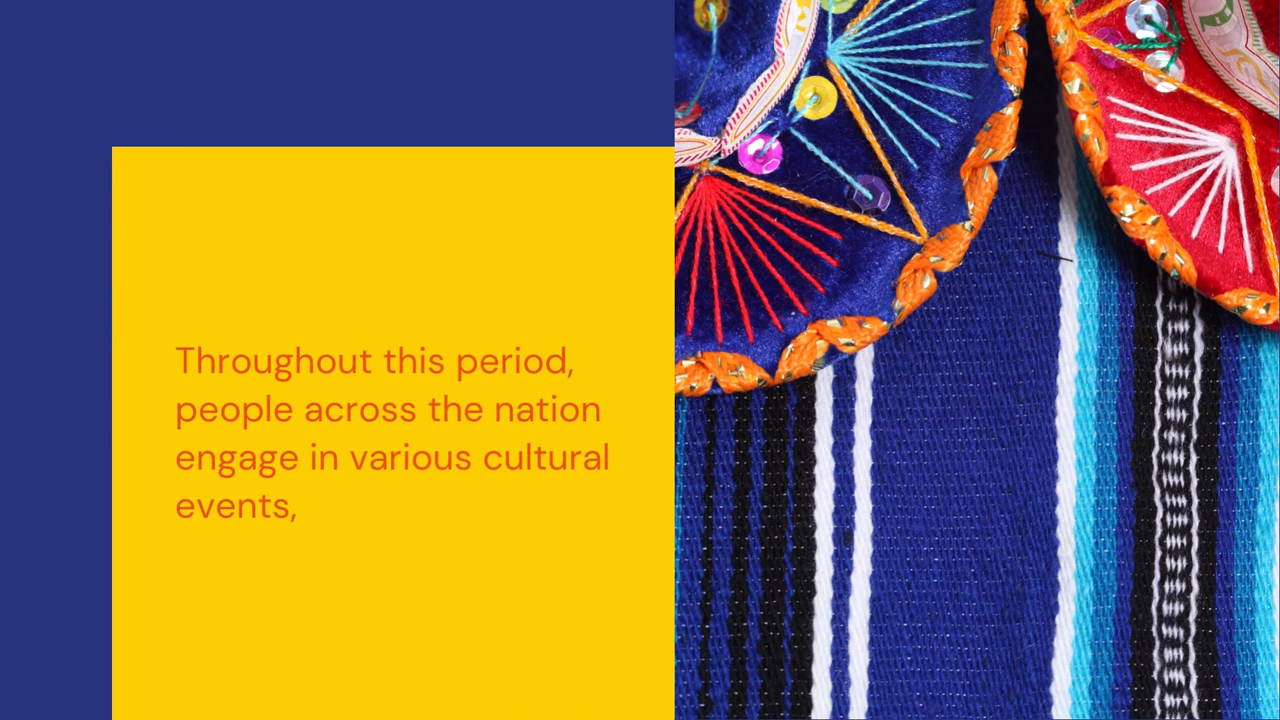 Throughout this period,
people across the nation
engage in various cultural
events,